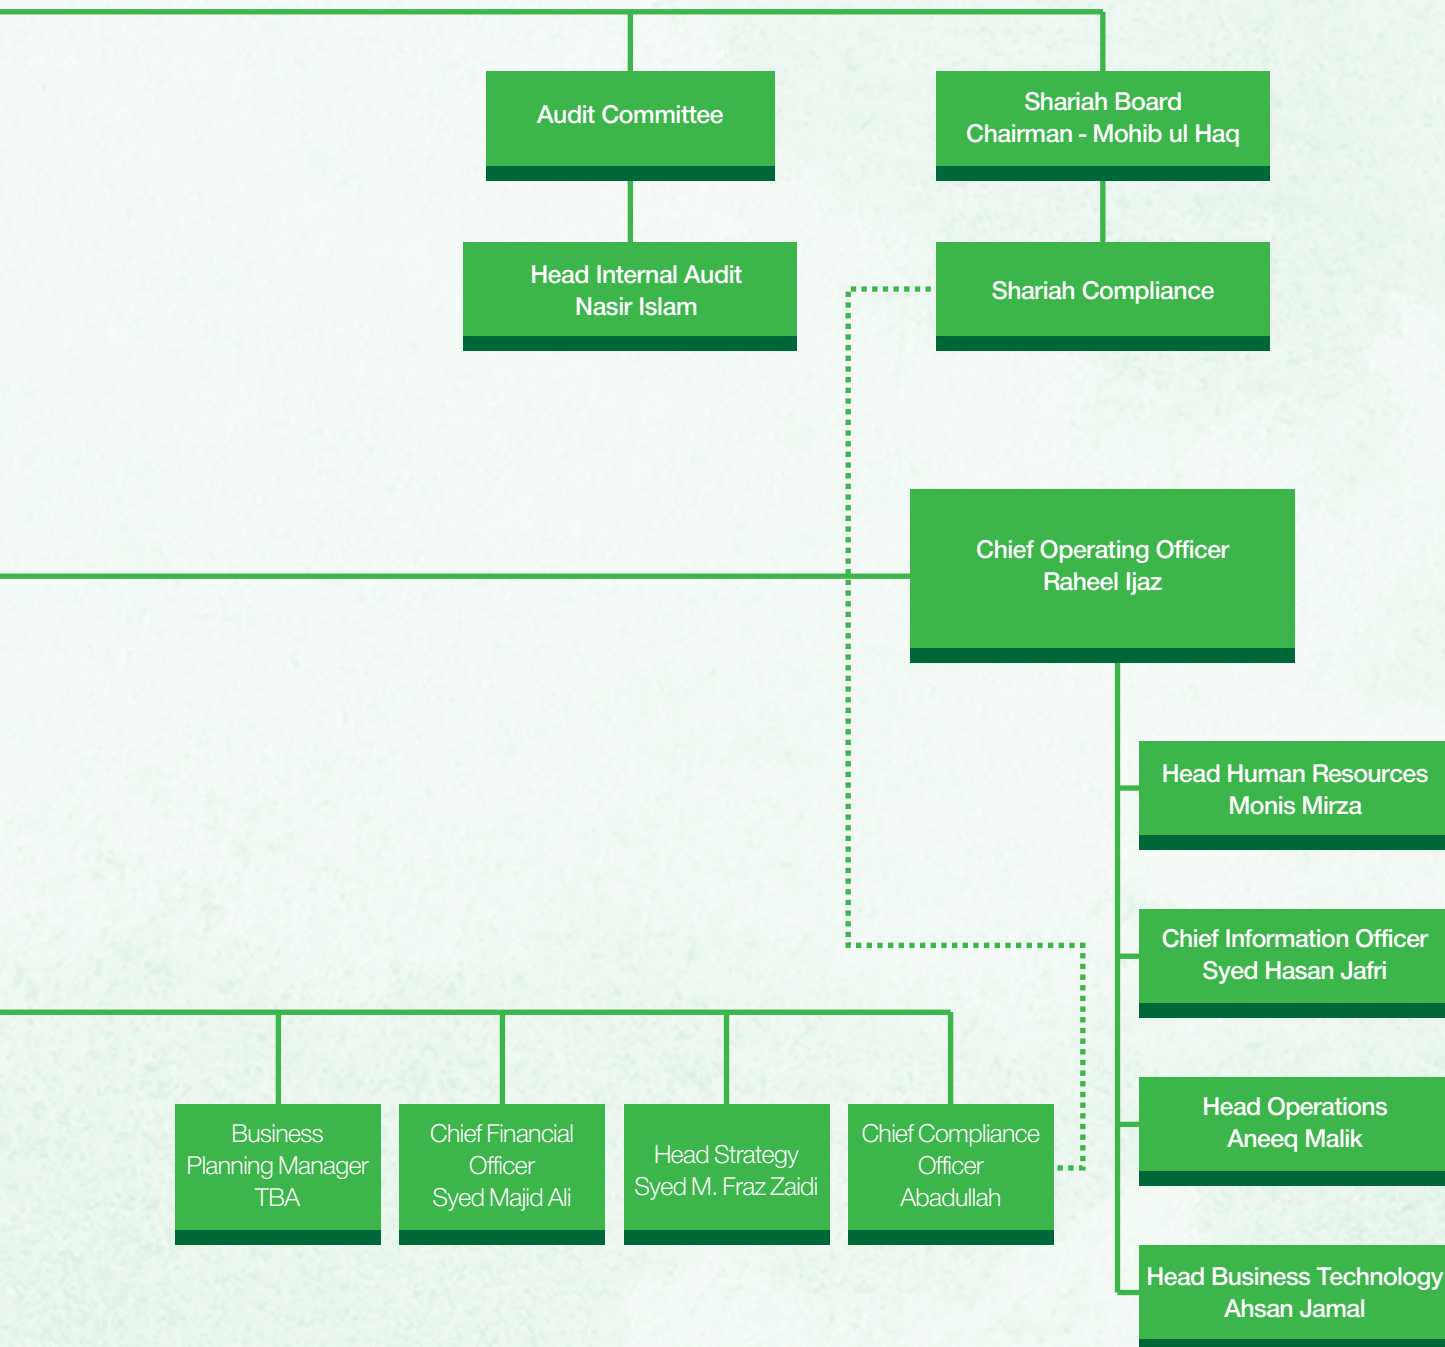 Audit Committee
Shariah Board
Chairman - Mohib ul Haq
Head Internal Audit
Nasir Islam
Shariah Compliance
Chief Operating Officer
Raheel Ijaz
Head Human Resources
Monis Mirza
Chief Information Officer
Syed Hasan Jafri
Business
Planning Manager
TBA
Chief Financial
Officer
Syed Majid Ali
Head Strategy
Syed M. Fraz Zaidi
Chief Compliance
Officer
Abadullah
Head Operations
Aneeq Malik
Head Business Technology
Ahsan Jamal